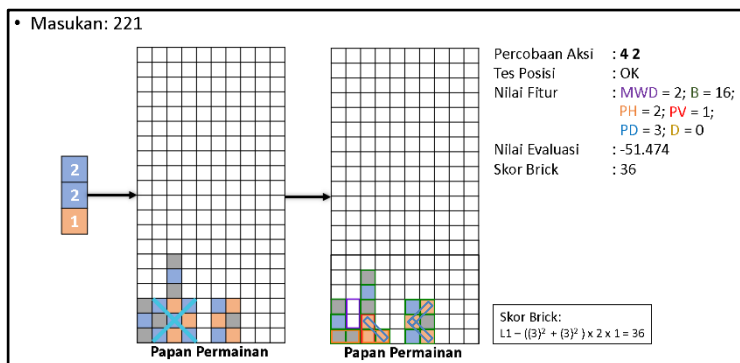 • Masukan: 221
2
2
1
Papan Permainan
Papan Permainan
Percobaan Aksi : 4 2
Tes Posisi : OK
Nilai Fitur : MWD = 2; B = 16;
PH = 2; PV = 1;
PD = 3; D = 0
Nilai Evaluasi : -51.474
Skor Brick : 36
Skor Brick:
L1 – ((3)² + (3)² ) x 2 x 1 = 36